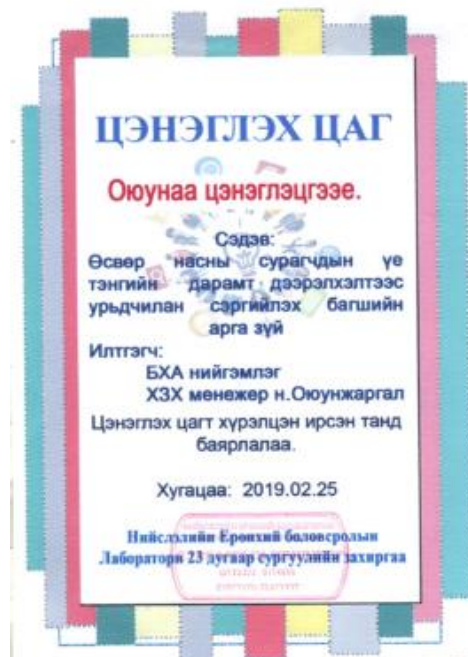 ЦЭНЭГЛЭХ ЦАГ
Оюунаа цэнэглэцгээе.
Сэдэв:
Өсвөр насны сурагчдын үе
тэнгийн дарамт дээрэлхэлтээс
урьдчилан сэргийлэх багшийн
арга зүй
Илтгэгч:
БХА нийгэмлэг
ХЗХ менежер н.Оюунжаргал
Цэнэглэх цагт хүрэлцэн ирсэн танд
баярлалаа.
Хугацаа: 2019.02.25
Нийслэлийн Ерөнхий боловсролын
Лаборатори 23 дугаар сургуулийн захиргаа